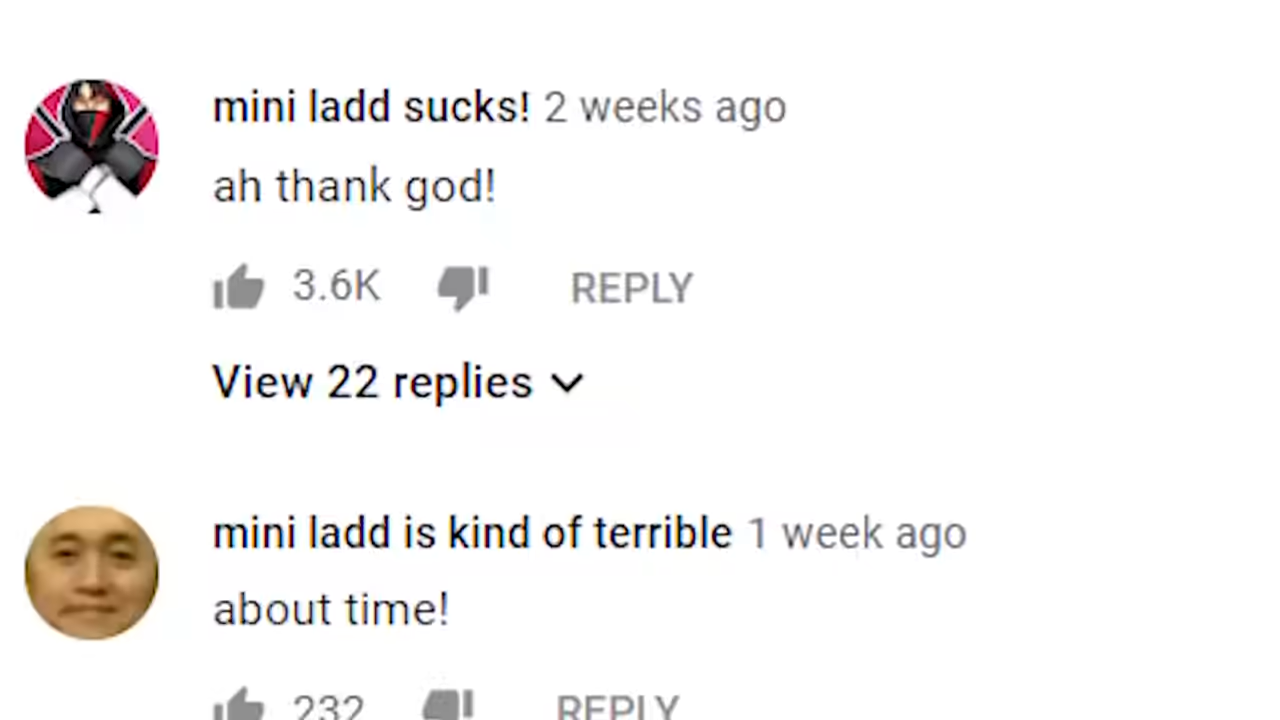 mini ladd sucks! 2 weeks ago
ah thank god!
3.6K REPLY
View 22 replies
mini ladd is kind of terrible 1 week ago
about time!
232 REPLY